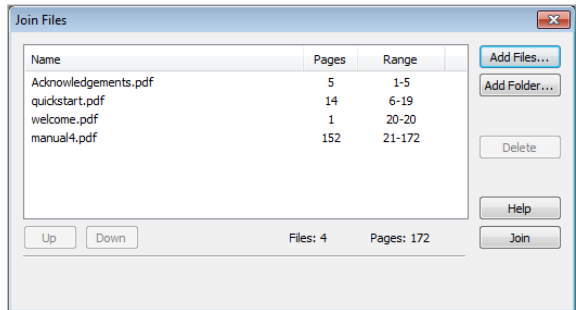 Join Files
Name Pages Range Add Files...
Acknowledgements.pdf 5 1-5 Add Folder...
quickstart.pdf 14 6-19
welcome.pdf 1 20-20
manual4.pdf 152 21-172
Delete
Help
Up Down Files: 4 Pages: 172 Join